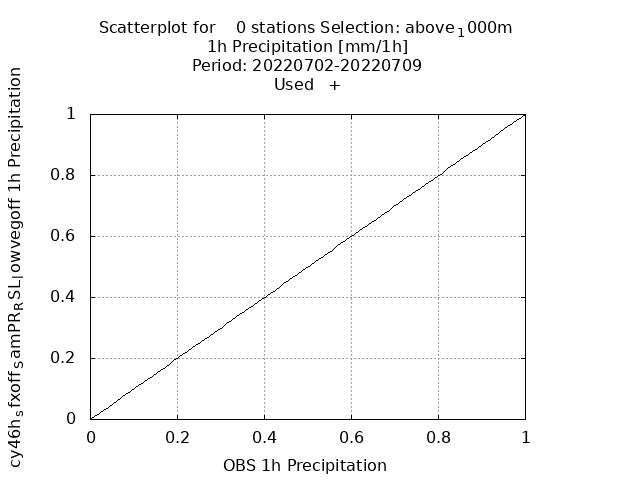 Scatterplot for 0 stations Selection: above₁000m
1h Precipitation [mm/1h]
Period: 20220702-20220709
Used +
cy46hₛfxoffₛamPR_RSL_lowvegoff 1h Precipitation
1
0.8
0.6
0.4
0.2
0
0 0.2 0.4 0.6 0.8 1
OBS 1h Precipitation